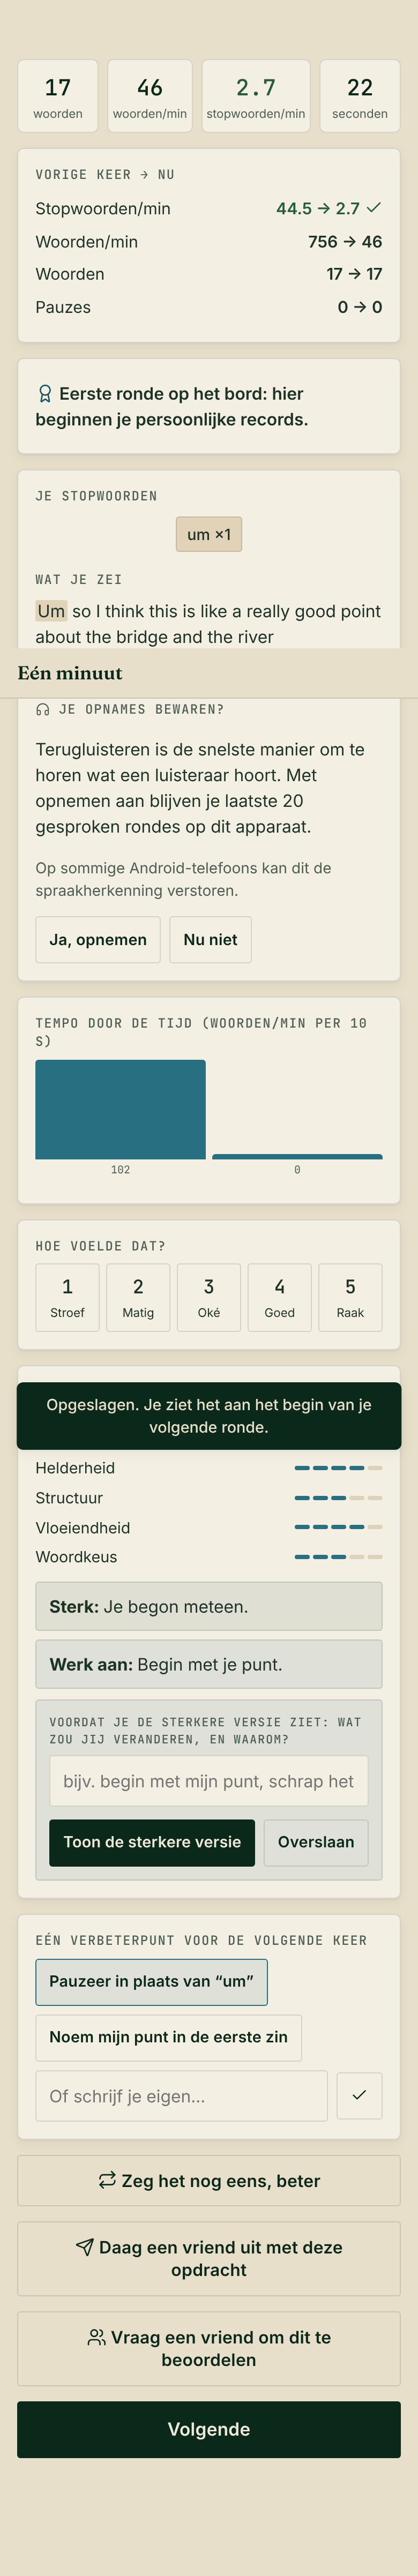 17
woorden
46
woorden/min
2.7
stopwoorden/min
22
seconden
VORIGE KEER → NU
Stopwoorden/min 44.5 → 2.7 ✓
Woorden/min 756 → 46
Woorden 17 → 17
Pauzes 0 → 0
Eerste ronde op het bord: hier
beginnen je persoonlijke records.
JE STOPWOORDEN
um ×1
WAT JE ZEI
Um so I think this is like a really good point
about the bridge and the river
Eén minuut
JE OPNAMES BEWAREN?
Terugluisteren is de snelste manier om te
horen wat een luisteraar hoort. Met
opnemen aan blijven je laatste 20
gesproken rondes op dit apparaat.
Op sommige Android-telefoons kan dit de
spraakherkenning verstoren.
Ja, opnemen
Nu niet
TEMPO DOOR DE TIJD (WOORDEN/MIN PER 10
S)
102
0
HOE VOELDE DAT?
1
Stroef
2
Matig
3
Oké
4
Goed
5
Raak
Opgeslagen. Je ziet het aan het begin van je
volgende ronde.
Helderheid
Structuur
Vloeiendheid
Woordkeus
Sterk: Je begon meteen.
Werk aan: Begin met je punt.
VOORDAT JE DE STERKERE VERSIE ZIET: WAT
ZOU JIJ VERANDEREN, EN WAAROM?
bijv. begin met mijn punt, schrap het
Toon de sterkere versie
Overslaan
EÉN VERBETERPUNT VOOR DE VOLGENDE KEER
Pauzeer in plaats van “um”
Noem mijn punt in de eerste zin
Of schrijf je eigen...
Zeg het nog eens, beter
Daag een vriend uit met deze
opdracht
Vraag een vriend om dit te
beoordelen
Volgende